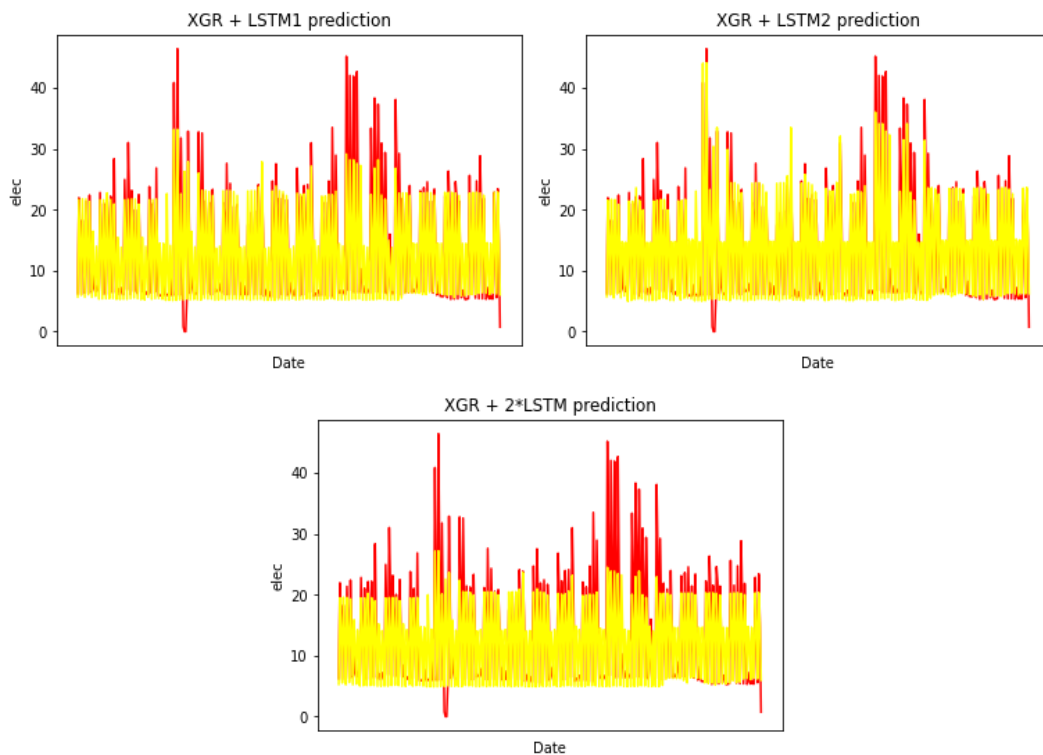 XGR + LSTM1 prediction
elec
40
30
20
10
0
Date
XGR + LSTM2 prediction
elec
40
30
20
10
0
Date
XGR + 2*LSTM prediction
elec
40
30
20
10
0
Date